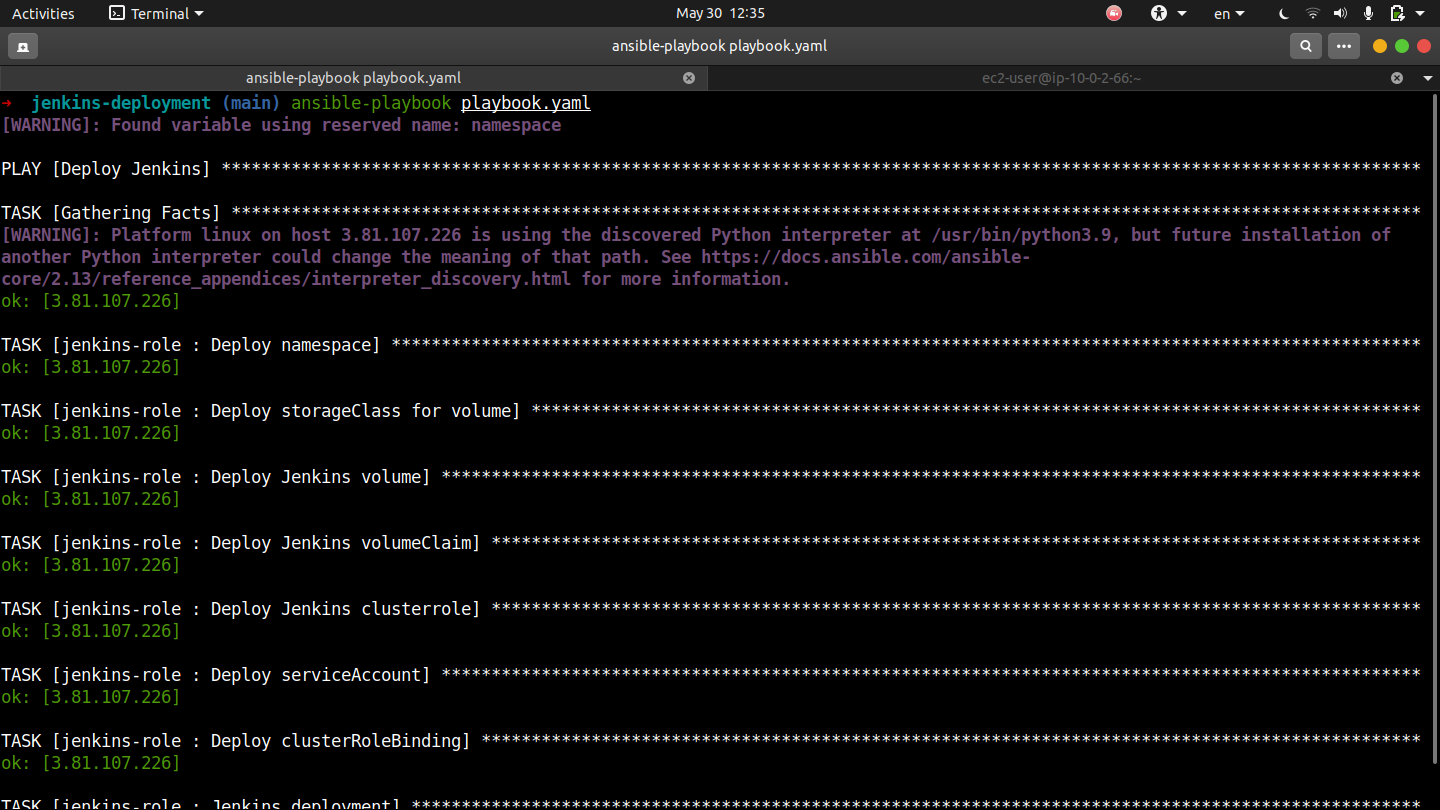 Activities Terminal May 30 12:35 en
ansible-playbook playbook.yaml
ansible-playbook playbook.yaml ec2-user@ip-10-0-2-66:~
➜ jenkins-deployment (main) ansible-playbook playbook.yaml
[WARNING]: Found variable using reserved name: namespace
PLAY [Deploy Jenkins] ************************************************************************************************************************
TASK [Gathering Facts] ***********************************************************************************************************************
[WARNING]: Platform linux on host 3.81.107.226 is using the discovered Python interpreter at /usr/bin/python3.9, but future installation of
another Python interpreter could change the meaning of that path. See https://docs.ansible.com/ansible-
core/2.13/reference_appendices/interpreter_discovery.html for more information.
ok: [3.81.107.226]
TASK [jenkins-role : Deploy namespace] *******************************************************************************************************
ok: [3.81.107.226]
TASK [jenkins-role : Deploy storageClass for volume] *****************************************************************************************
ok: [3.81.107.226]
TASK [jenkins-role : Deploy Jenkins volume] **************************************************************************************************
ok: [3.81.107.226]
TASK [jenkins-role : Deploy Jenkins volumeClaim] *********************************************************************************************
ok: [3.81.107.226]
TASK [jenkins-role : Deploy Jenkins clusterrole] *********************************************************************************************
ok: [3.81.107.226]
TASK [jenkins-role : Deploy serviceAccount] **************************************************************************************************
ok: [3.81.107.226]
TASK [jenkins-role : Deploy clusterRoleBinding] **********************************************************************************************
ok: [3.81.107.226]
TASK [jenkins-role : Jenkins deployment] *****************************************************************************************************